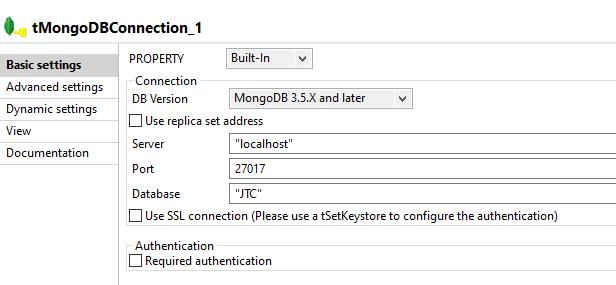 tMongoDBConnection_1
Basic settings
Advanced settings
Dynamic settings
View
Documentation
PROPERTY Built-In
Connection
DB Version MongoDB 3.5.X and later
Use replica set address
Server "localhost"
Port 27017
Database "JTC"
Use SSL connection (Please use a tSetKeystore to configure the authentication)
Authentication
Required authentication